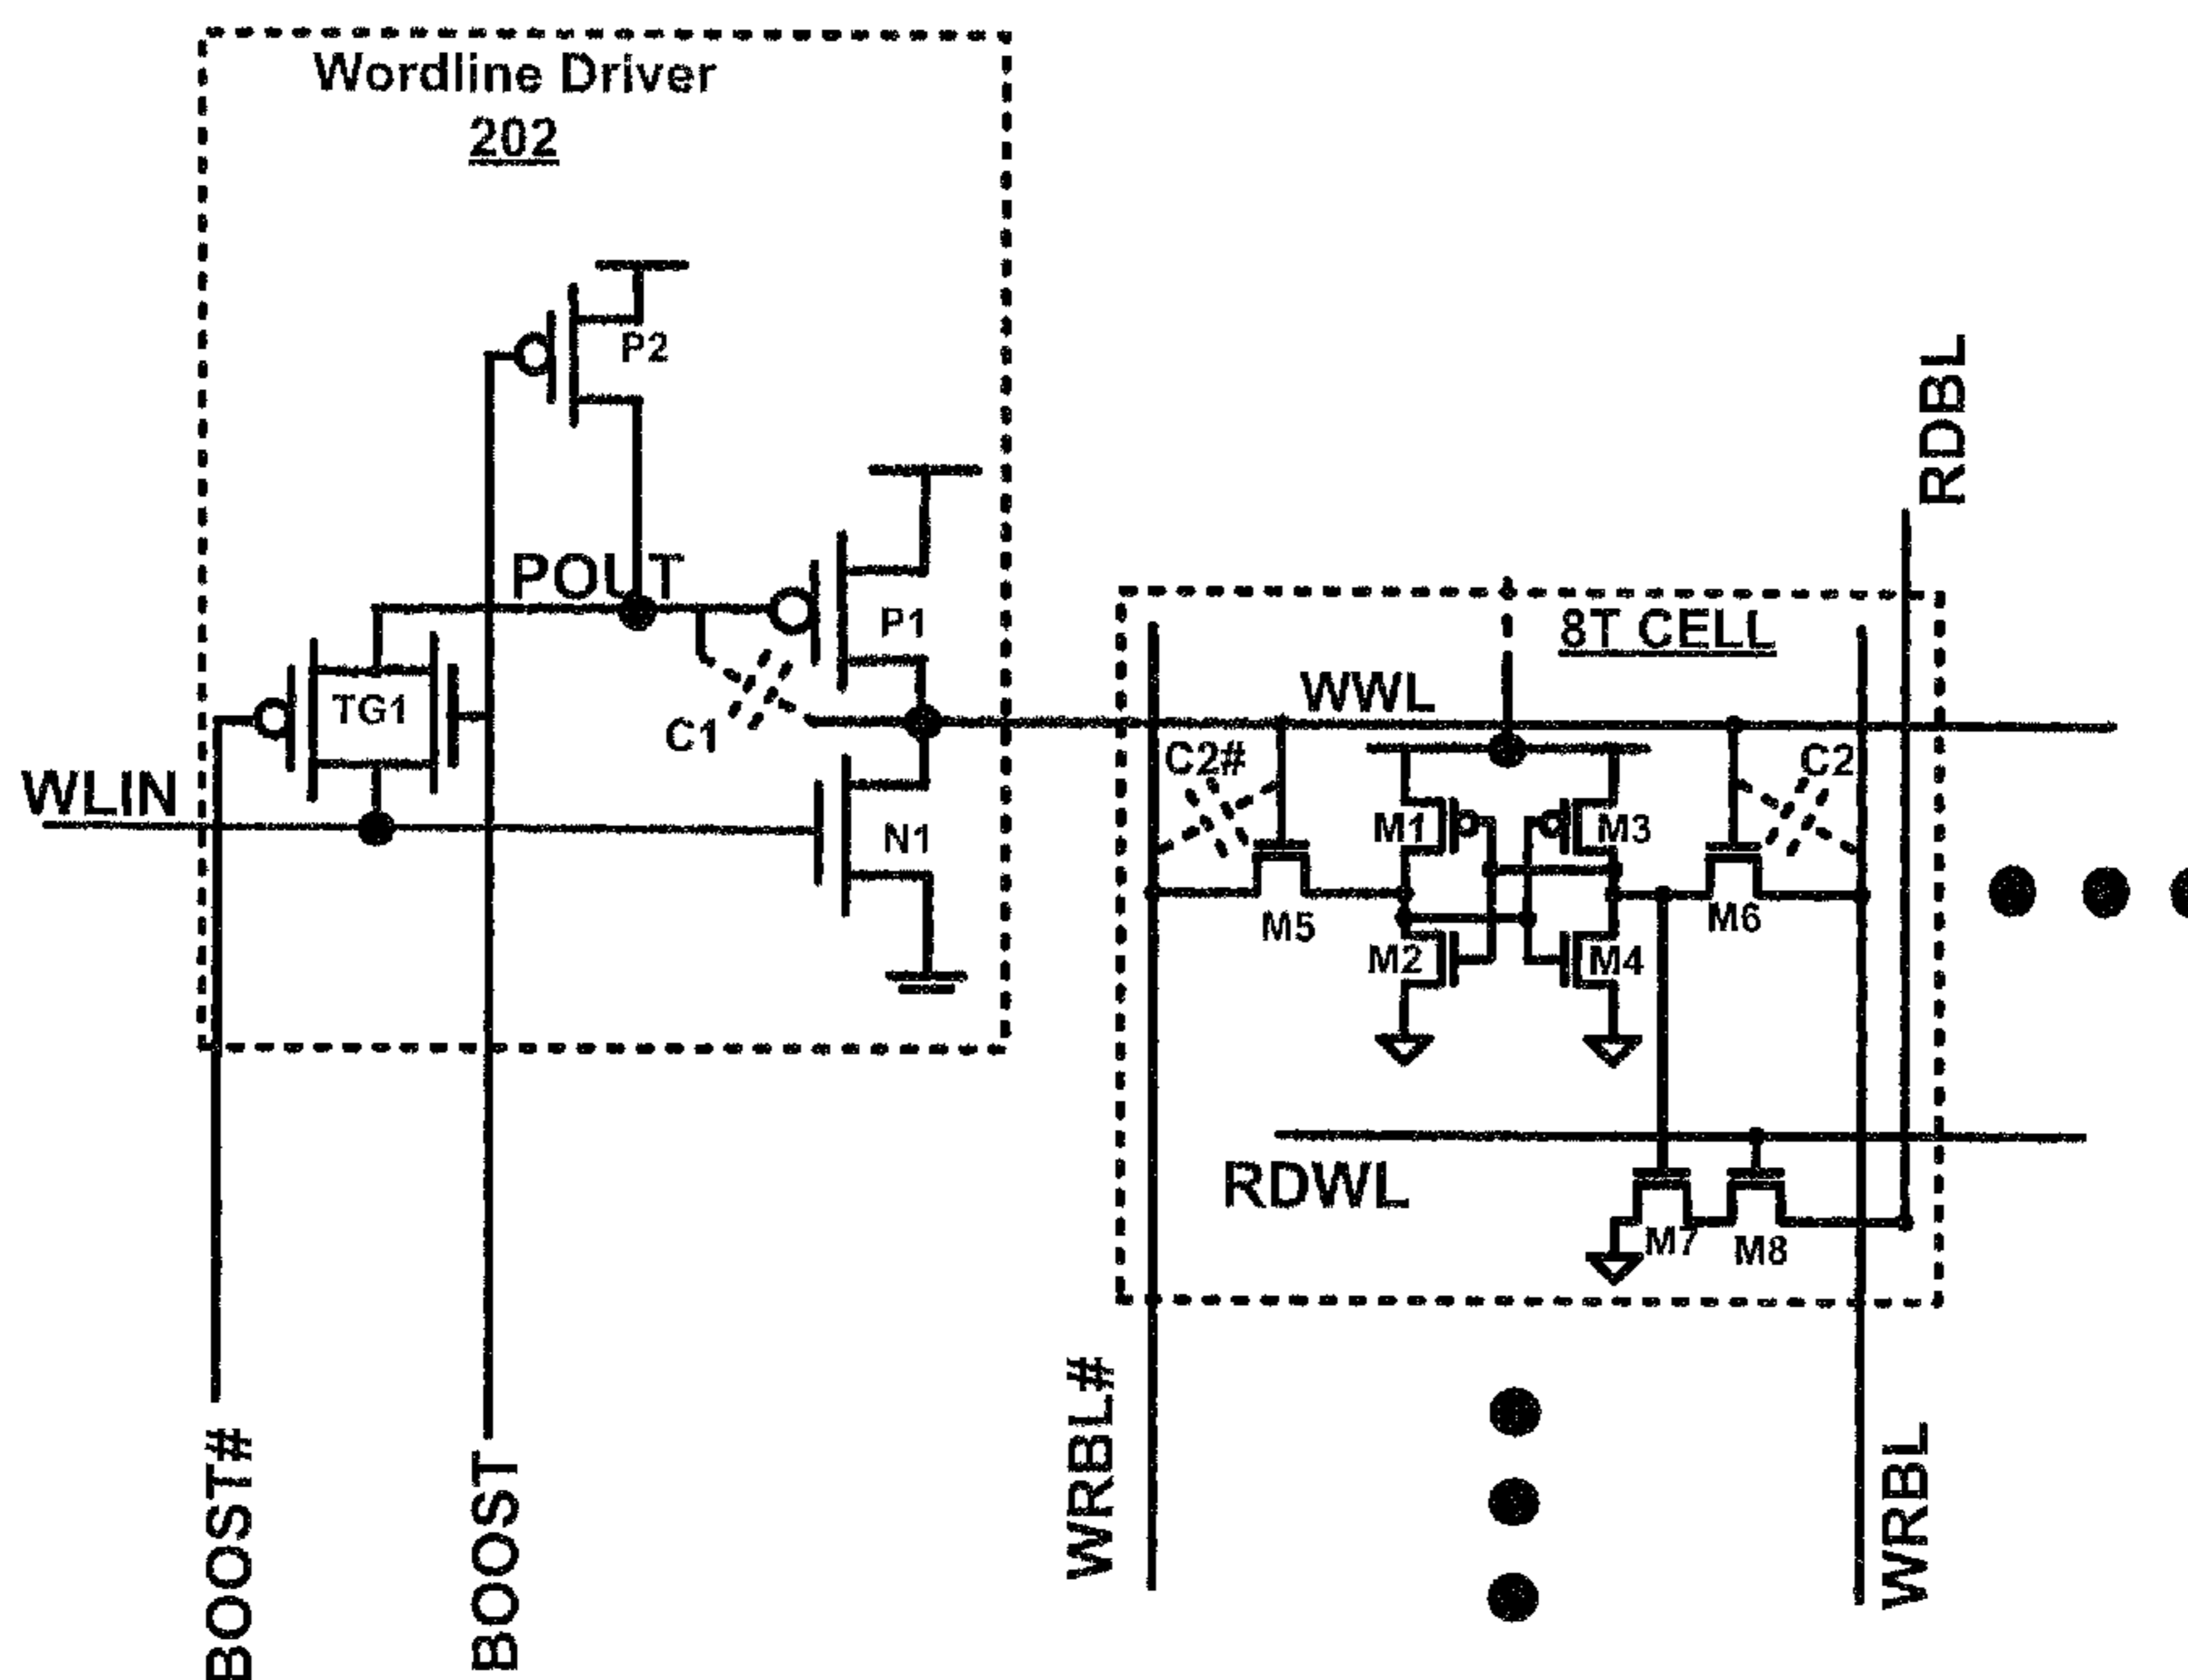 Wordline Driver
202
P2
RDBL
POUT
P1
8T CELL
TG1
WWL
C1
C2#
C2
WLIN
N1
M1
M3
M5
M6
M2
M4
RDWL
M7
M8
WRBL#
WRBL
BOOST#
BOOST